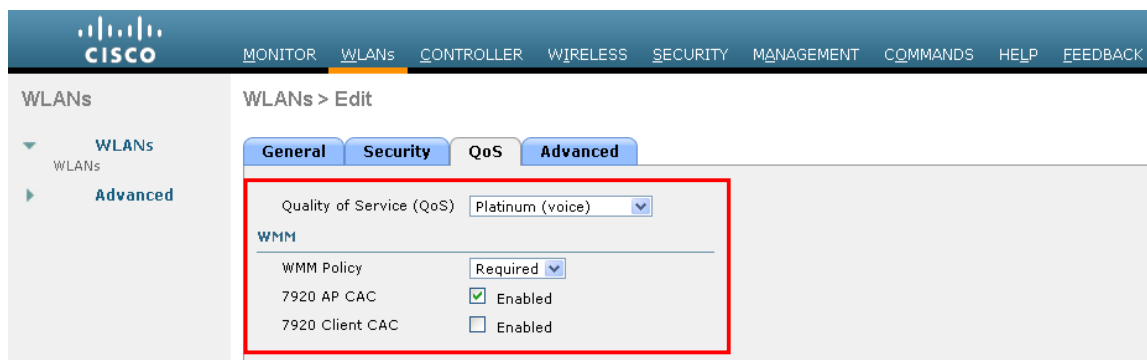 CISCO
MONITOR WLANs CONTROLLER WIRELESS SECURITY MANAGEMENT COMMANDS HELP FEEDBACK
WLANs
WLANs
WLANs
Advanced
WLANs > Edit
General Security QoS Advanced
Quality of Service (QoS) Platinum (voice)
WMM
WMM Policy Required
7920 AP CAC Enabled
7920 Client CAC Enabled